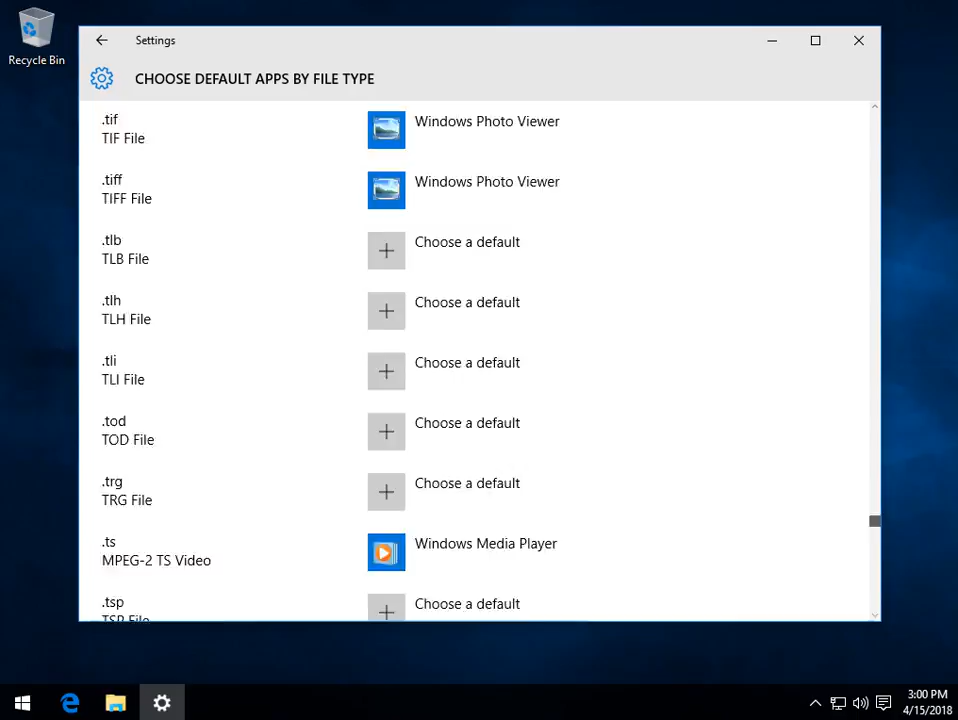 Recycle Bin
Settings
CHOOSE DEFAULT APPS BY FILE TYPE
.tif
TIF File
Windows Photo Viewer
.tiff
TIFF File
Windows Photo Viewer
.tlb
TLB File
Choose a default
.tlh
TLH File
Choose a default
.tli
TLI File
Choose a default
.tod
TOD File
Choose a default
.trg
TRG File
Choose a default
.ts
MPEG-2 TS Video
Windows Media Player
.tsp
TSP File
Choose a default
3:00 PM
4/15/2018